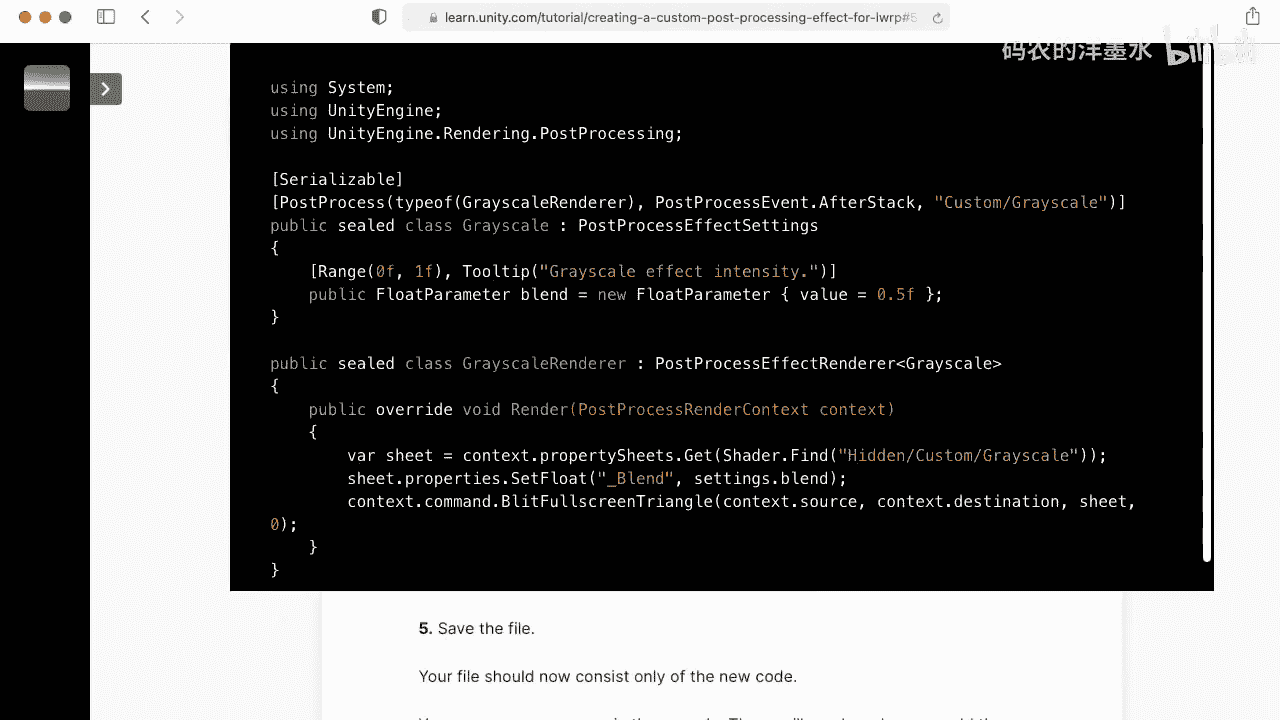 learn.unity.com/tutorial/creating-a-custom-post-processing-effect-for-lwrp#5
码农的洋墨水 bilibili
using System;
using UnityEngine;
using UnityEngine.Rendering.PostProcessing;
[Serializable]
[PostProcess(typeof(GrayscaleRenderer), PostProcessEvent.AfterStack, "Custom/Grayscale")]
public sealed class Grayscale : PostProcessEffectSettings
{
[Range(0f, 1f), Tooltip("Grayscale effect intensity.")]
public FloatParameter blend = new FloatParameter { value = 0.5f };
}
public sealed class GrayscaleRenderer : PostProcessEffectRenderer<Grayscale>
{
public override void Render(PostProcessRenderContext context)
{
var sheet = context.propertySheets.Get(Shader.Find("Hidden/Custom/Grayscale"));
sheet.properties.SetFloat("_Blend", settings.blend);
context.command.BlitFullscreenTriangle(context.source, context.destination, sheet,
0);
}
}
5. Save the file.
Your file should now consist only of the new code.